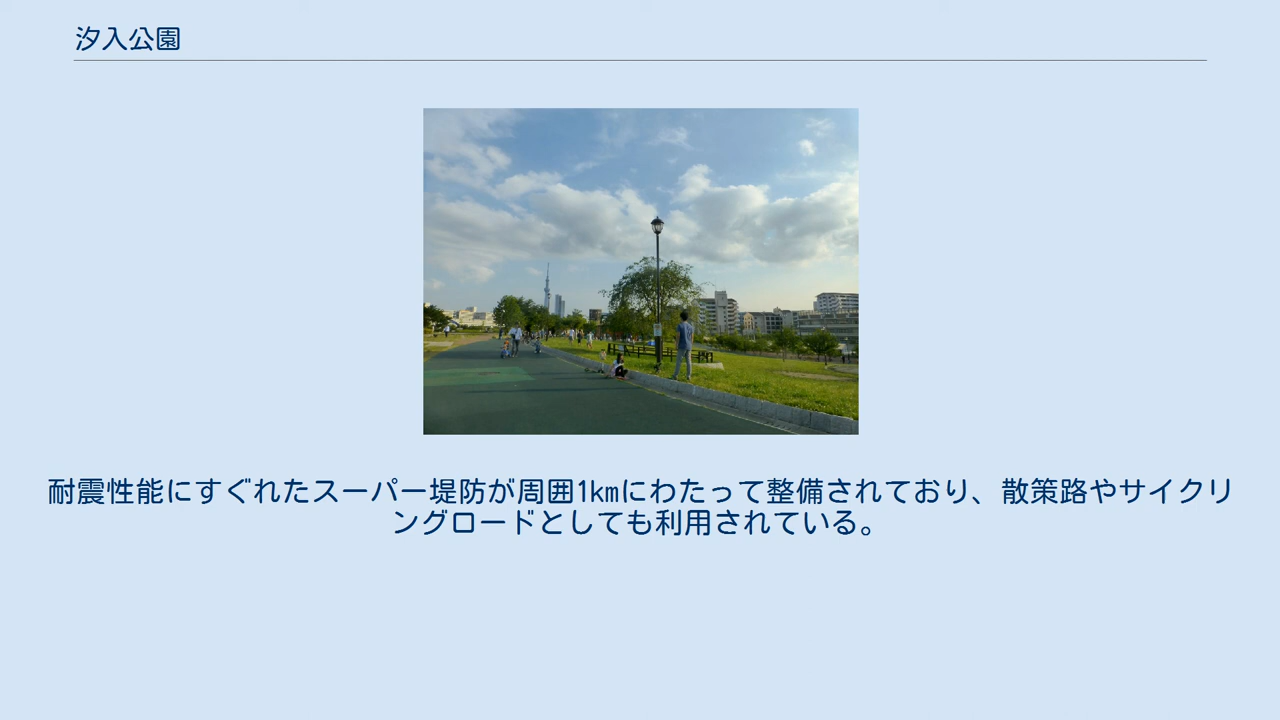 汐入公園
耐震性能にすぐれたスーパー堤防が周囲1kmにわたって整備されており、散策路やサイクリ
ングロードとしても利用されている。